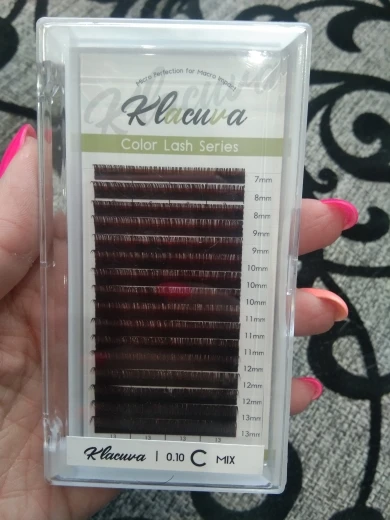 Micro Perfection for Macro Impact
Klacuva
Klacuva
Color Lash Series
7mm
8mm
8mm
9mm
9mm
10mm
10mm
10mm
11mm
11mm
11mm
12mm
12mm
12mm
13mm
13mm
Klacuva | 0.10 C MIX